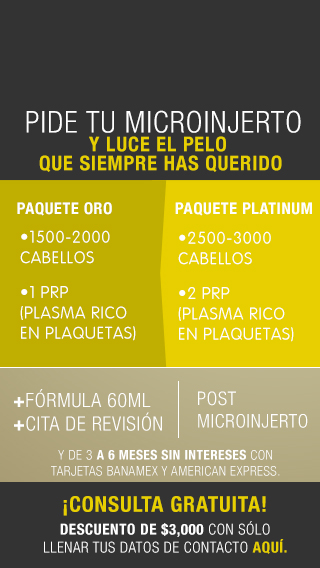 PIDE TU MICROINJERTO
Y LUCE EL PELO
QUE SIEMPRE HAS QUERIDO
PAQUETE ORO
•1500-2000
CABELLOS
•1 PRP
(PLASMA RICO
EN PLAQUETAS)
PAQUETE PLATINUM
•2500-3000
CABELLOS
•2 PRP
(PLASMA RICO
EN PLAQUETAS)
+FÓRMULA 60ML
+CITA DE REVISIÓN
POST
MICROINJERTO
Y DE 3 A 6 MESES SIN INTERESES CON
TARJETAS BANAMEX Y AMERICAN EXPRESS.
¡CONSULTA GRATUITA!
DESCUENTO DE $3,000 CON SÓLO
LLENAR TUS DATOS DE CONTACTO AQUÍ.